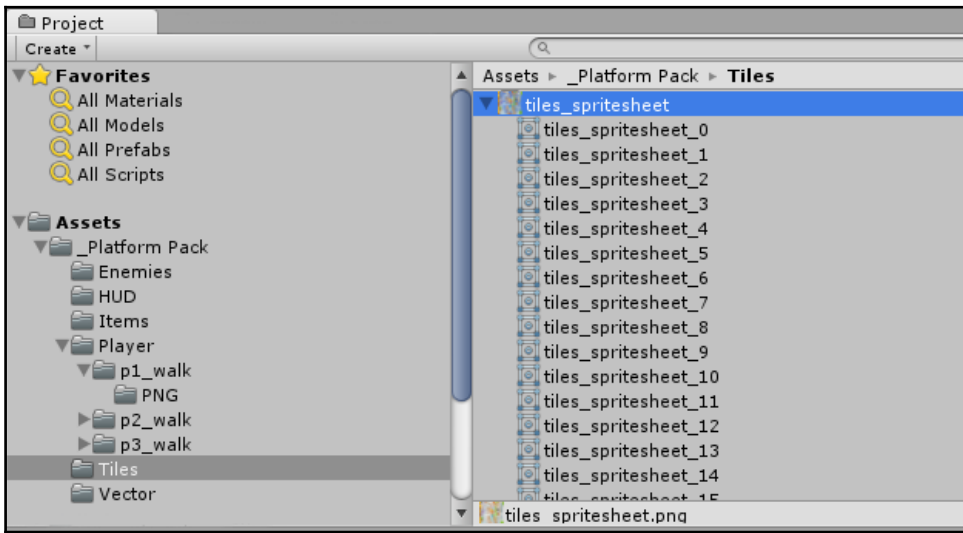 Project
Create
Favorites
All Materials
All Models
All Prefabs
All Scripts
Assets
_Platform Pack
Enemies
HUD
Items
Player
p1_walk
PNG
p2_walk
p3_walk
Tiles
Vector
Assets ▸ _Platform Pack ▸ Tiles
tiles_spritesheet
tiles_spritesheet_0
tiles_spritesheet_1
tiles_spritesheet_2
tiles_spritesheet_3
tiles_spritesheet_4
tiles_spritesheet_5
tiles_spritesheet_6
tiles_spritesheet_7
tiles_spritesheet_8
tiles_spritesheet_9
tiles_spritesheet_10
tiles_spritesheet_11
tiles_spritesheet_12
tiles_spritesheet_13
tiles_spritesheet_14
tiles_spritesheet_15
tiles_spritesheet.png